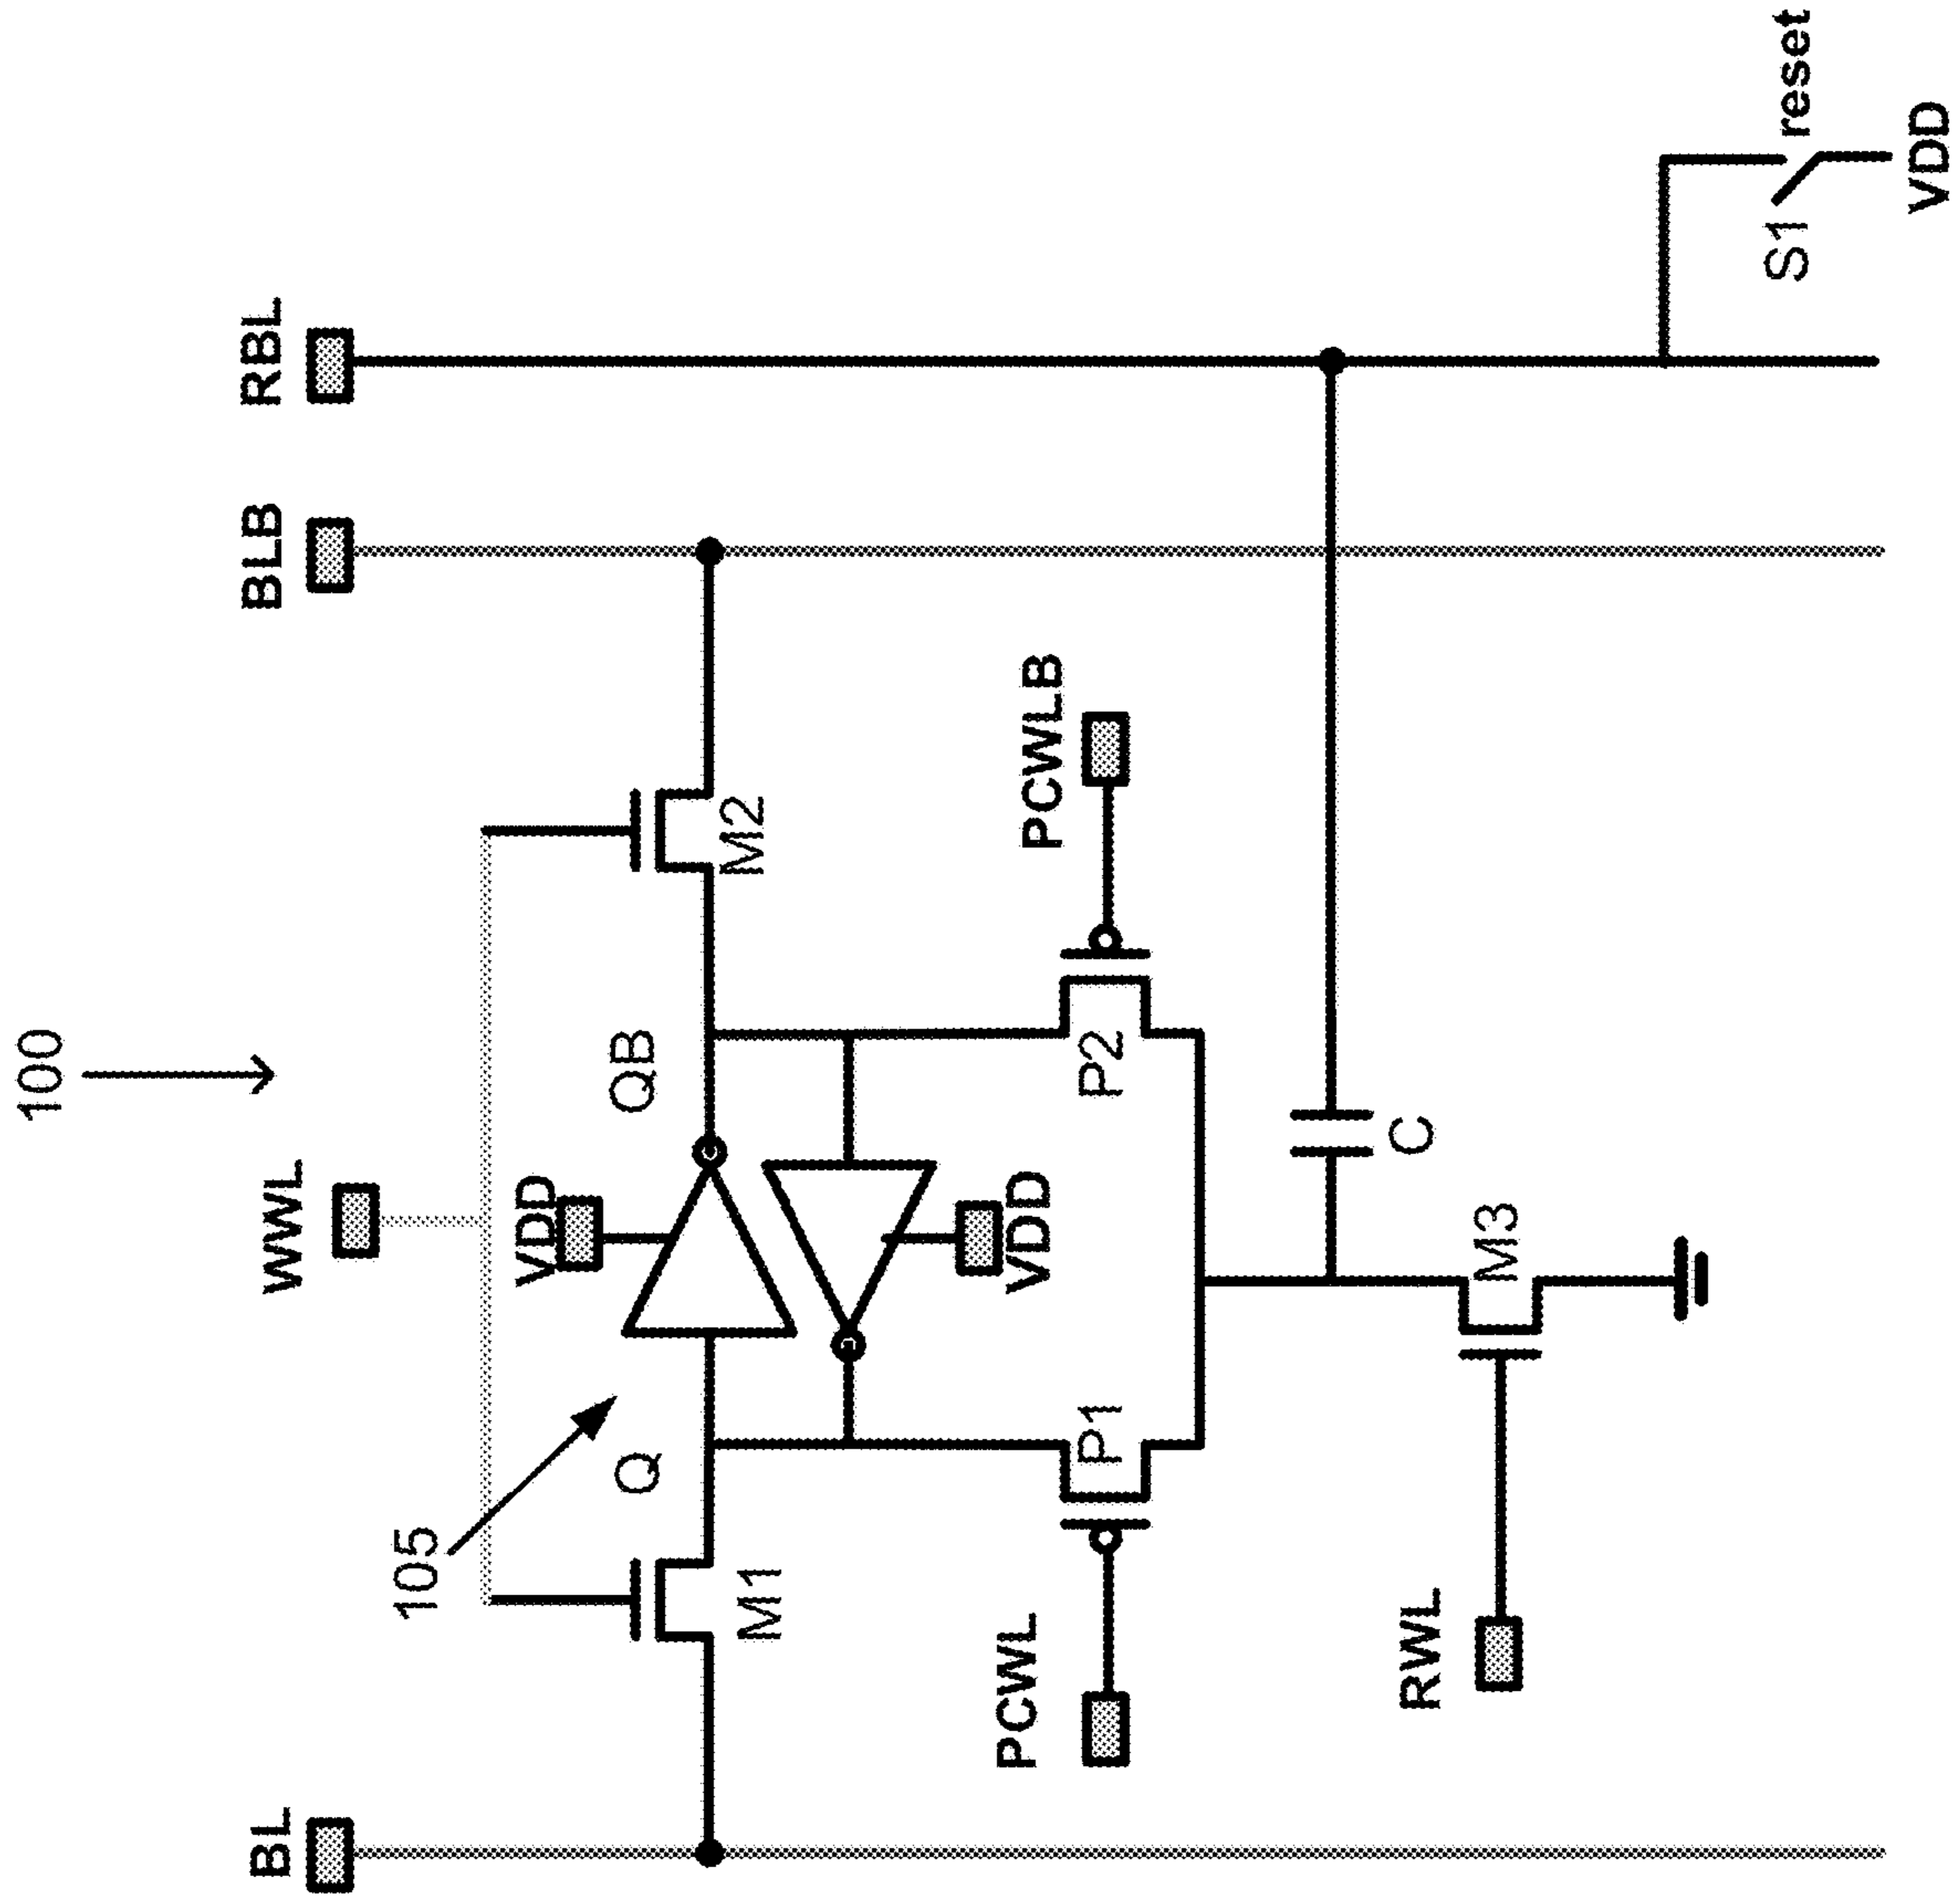 100
WWL
BL
BLB
RBL
105
VDD
Q
QB
M1
M2
VDD
PCWL
PCWLB
P1
P2
C
RWL
M3
S1
reset
VDD